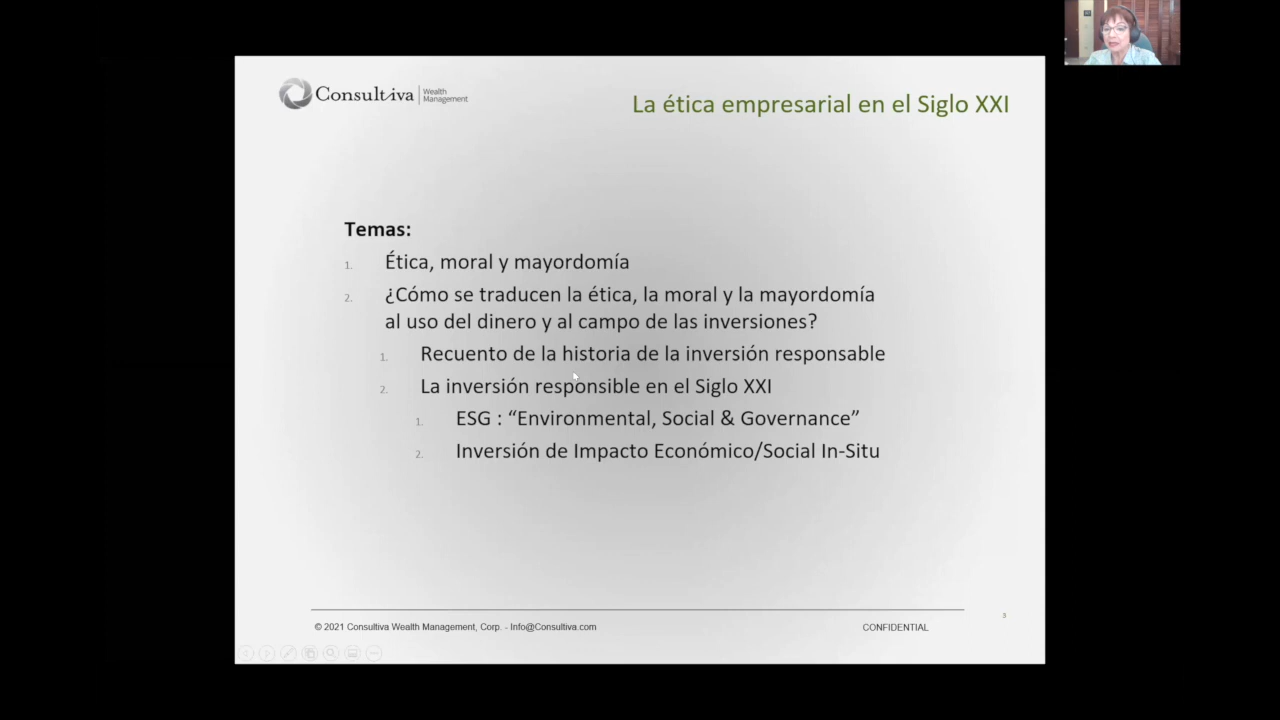 Consultiva
Wealth
Management
La ética empresarial en el Siglo XXI
Temas:
1. Ética, moral y mayordomía
2. ¿Cómo se traducen la ética, la moral y la mayordomía
al uso del dinero y al campo de las inversiones?
1. Recuento de la historia de la inversión responsable
2. La inversión responsible en el Siglo XXI
1. ESG : “Environmental, Social & Governance”
2. Inversión de Impacto Económico/Social In-Situ
3
© 2021 Consultiva Wealth Management, Corp. - Info@Consultiva.com
CONFIDENTIAL